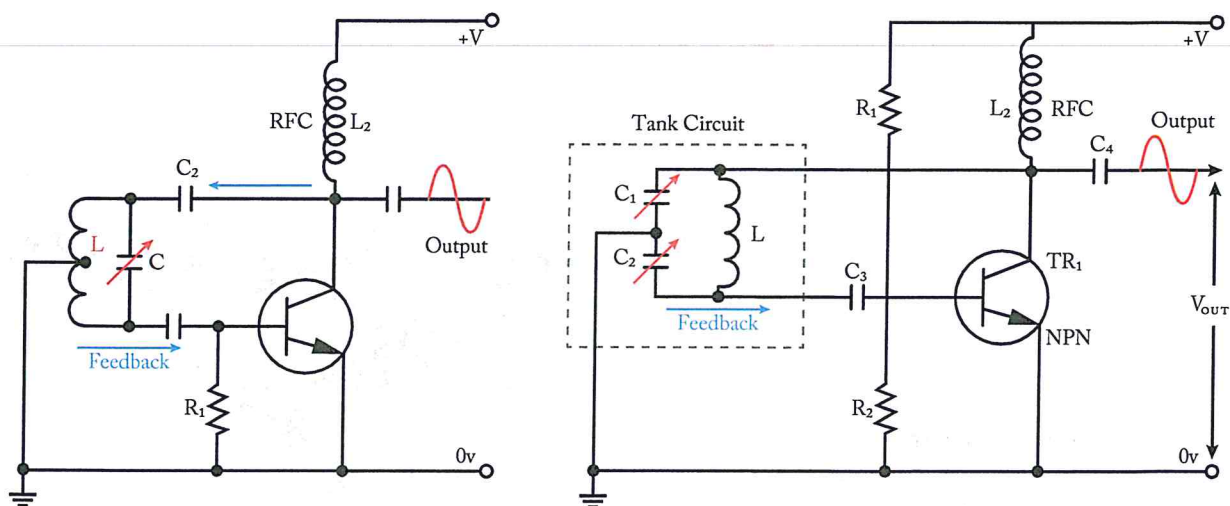 +V
RFC L₂
C₂
Output
L
C
Feedback
R₁
0v
+V
R₁
L₂ RFC
Tank Circuit
Output
C₄
C₁
L
C₂
C₃
TR₁
Feedback
V_OUT
NPN
R₂
0v